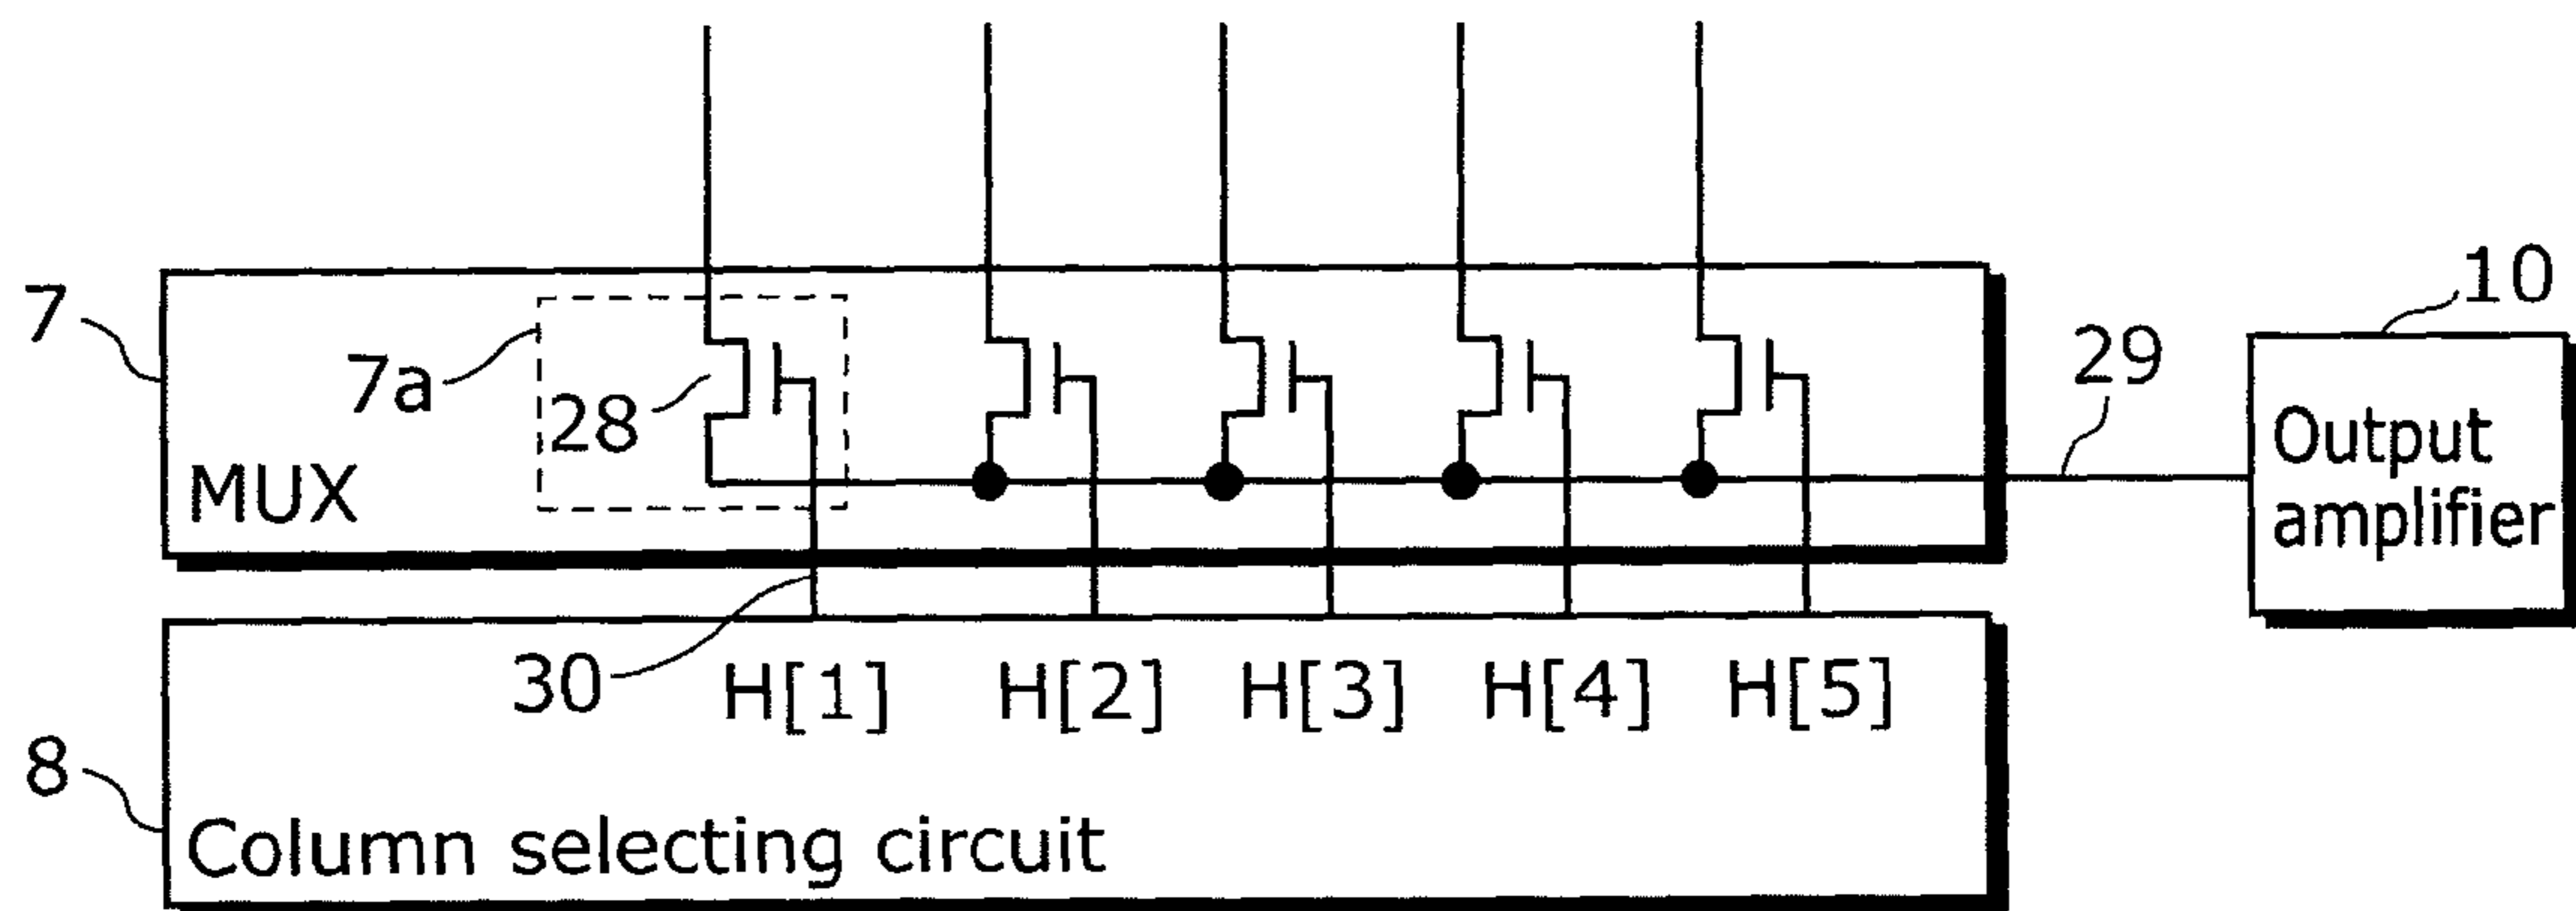 7
7a
28
MUX
29
10
Output
amplifier
30
H[1] H[2] H[3] H[4] H[5]
8
Column selecting circuit